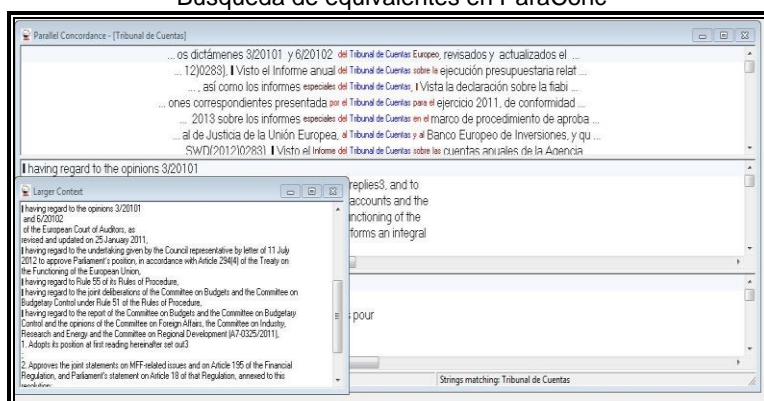 Búsqueda de equivalentes en ParaConc
Parallel Concordance - [Tribunal de Cuentas]
... os dictámenes 3/20101 y 6/20102 del Tribunal de Cuentas Europeo, revisados y actualizados el ...
... 12)0283), Visto el Informe anual del Tribunal de Cuentas sobre la ejecución presupuestaria relat ...
... , así como los informes especiales del Tribunal de Cuentas, Vista la declaración sobre la fiabi ...
ones correspondientes presentada por el Tribunal de Cuentas para el ejercicio 2011, de conformidad ...
... 2013 sobre los informes especiales del Tribunal de Cuentas en el marco de procedimiento de aproba ...
... al de Justicia de la Unión Europea, al Tribunal de Cuentas y al Banco Europeo de Inversiones, y qu ...
SWD(2012)0283) Visto el Informe del Tribunal de Cuentas sobre las cuentas anuales de la Agencia
having regard to the opinions 3/20101
replies3, and to
accounts and the
nctioning of the
forms an integral
Larger Context
having regard to the opinions 3/20101
and 6/20102
of the European Court of Auditors, as
revised and updated on 25 January 2011,
having regard to the undertaking given by the Council representative by letter of 11 July
2012 to approve Parliament's position, in accordance with Article 294(4) of the Treaty on
the Functioning of the European Union,
having regard to Rule 55 of its Rules of Procedure,
having regard to the joint deliberations of the Committee on Budgets and the Committee on
Budgetary Control under Rule 51 of the Rules of Procedure,
having regard to the report of the Committee on Budgets and the Committee on Budgetary
Control and the opinions of the Committee on Foreign Affairs, the Committee on Industry,
Research and Energy and the Committee on Regional Development (A7-0325/2011),
1. Adopts its position at first reading hereinafter set out3
;
2. Approves the joint statements on MFF-related issues and on Article 195 of the Financial
Regulation, and Parliament's statement on Article 18 of that Regulation, annexed to this
resolution;
pour
Strings matching: Tribunal de Cuentas